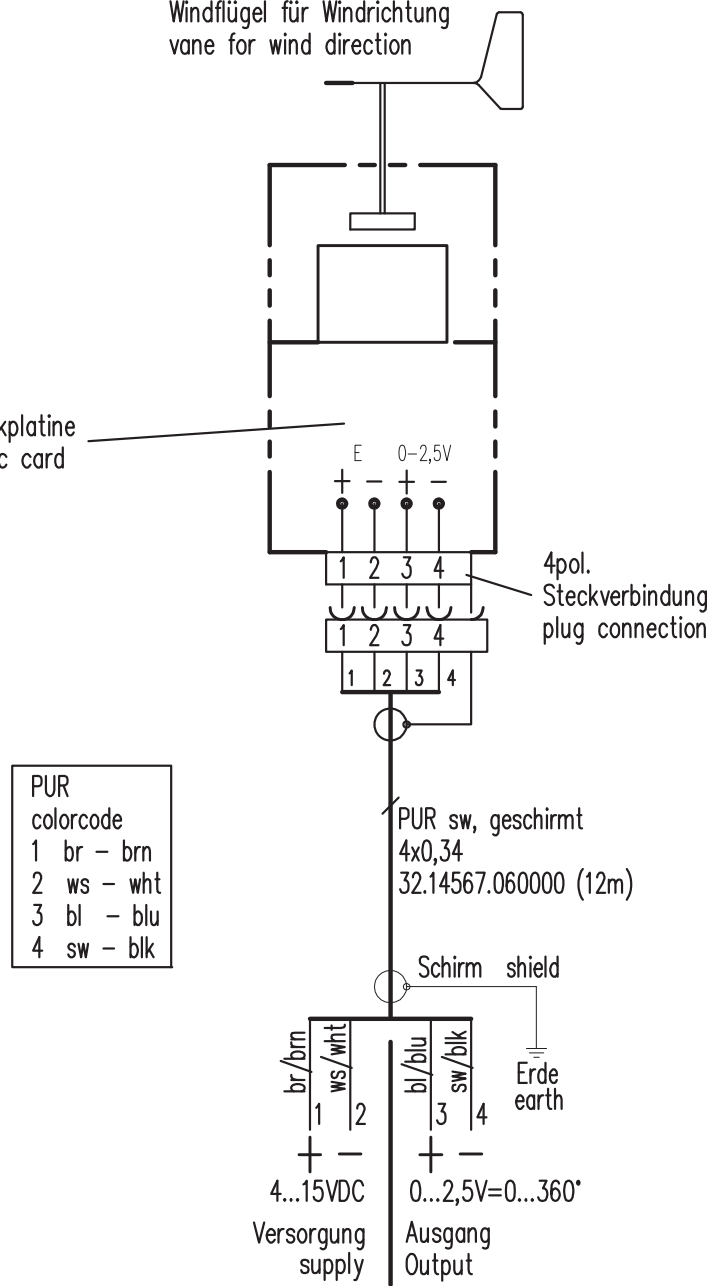 Windflügel für Windrichtung
vane for wind direction
E 0-2,5V
+ - + -
1 2 3 4
4pol.
Steckverbindung
plug connection
1 2 3 4
1 2 3 4
PUR
colorcode
1 br - brn
2 ws - wht
3 bl - blu
4 sw - blk
PUR sw, geschirmt
4x0,34
32.14567.060000 (12m)
Schirm shield
br/brn ws/wht bl/blu sw/blk
1 2 3 4
Erde
earth
+ - + -
4...15VDC 0...2,5V=0...360°
Versorgung
supply
Ausgang
Output
card